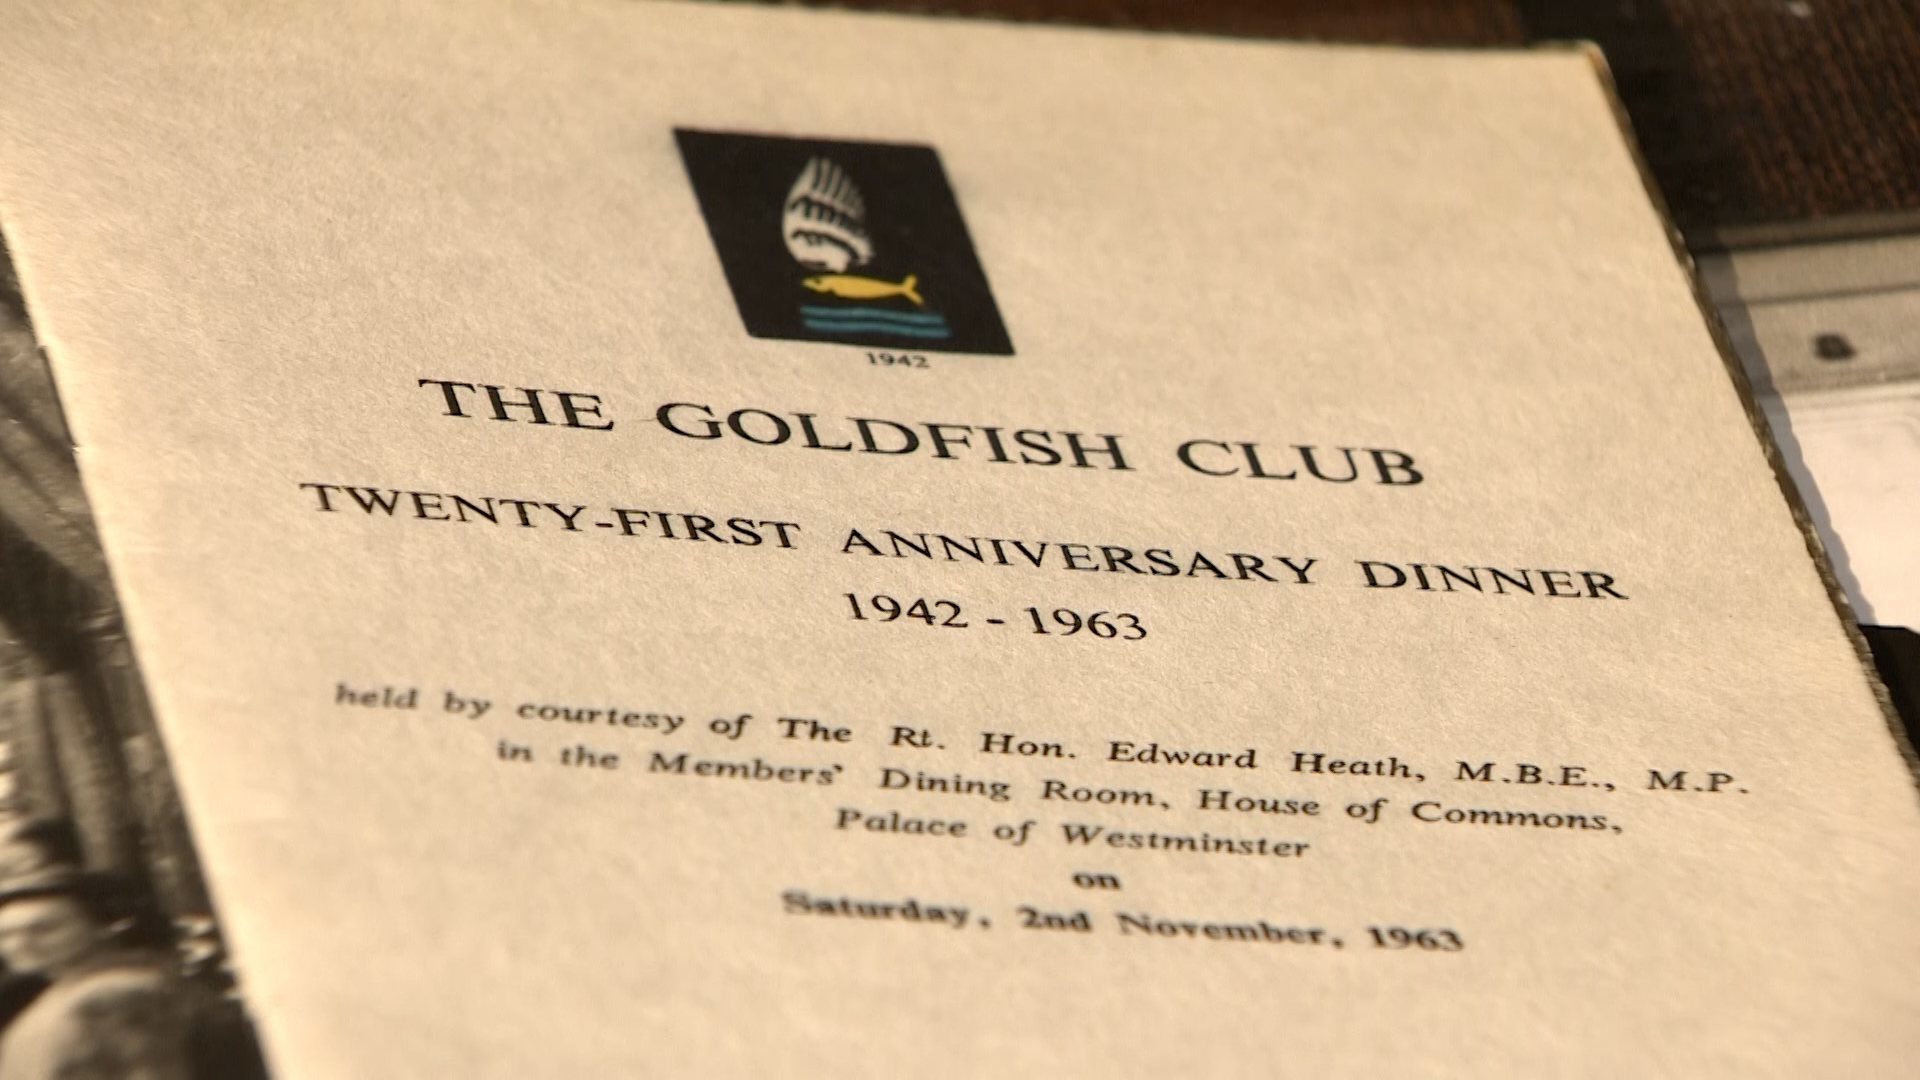 1942
THE GOLDFISH CLUB
TWENTY-FIRST ANNIVERSARY DINNER
1942 - 1963
held by courtesy of The Rt. Hon. Edward Heath, M.B.E., M.P.
in the Members' Dining Room, House of Commons,
Palace of Westminster
on
Saturday, 2nd November, 1963